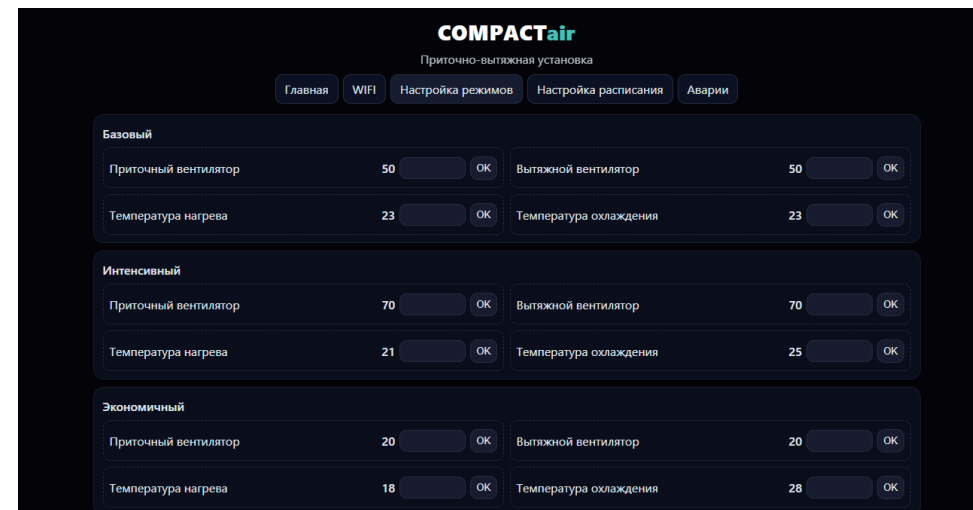 COMPACTair
Приточно-вытяжная установка
Главная WIFI Настройка режимов Настройка расписания Аварии
Базовый
Приточный вентилятор 50 OK Вытяжной вентилятор 50 OK
Температура нагрева 23 OK Температура охлаждения 23 OK
Интенсивный
Приточный вентилятор 70 OK Вытяжной вентилятор 70 OK
Температура нагрева 21 OK Температура охлаждения 25 OK
Экономичный
Приточный вентилятор 20 OK Вытяжной вентилятор 20 OK
Температура нагрева 18 OK Температура охлаждения 28 OK